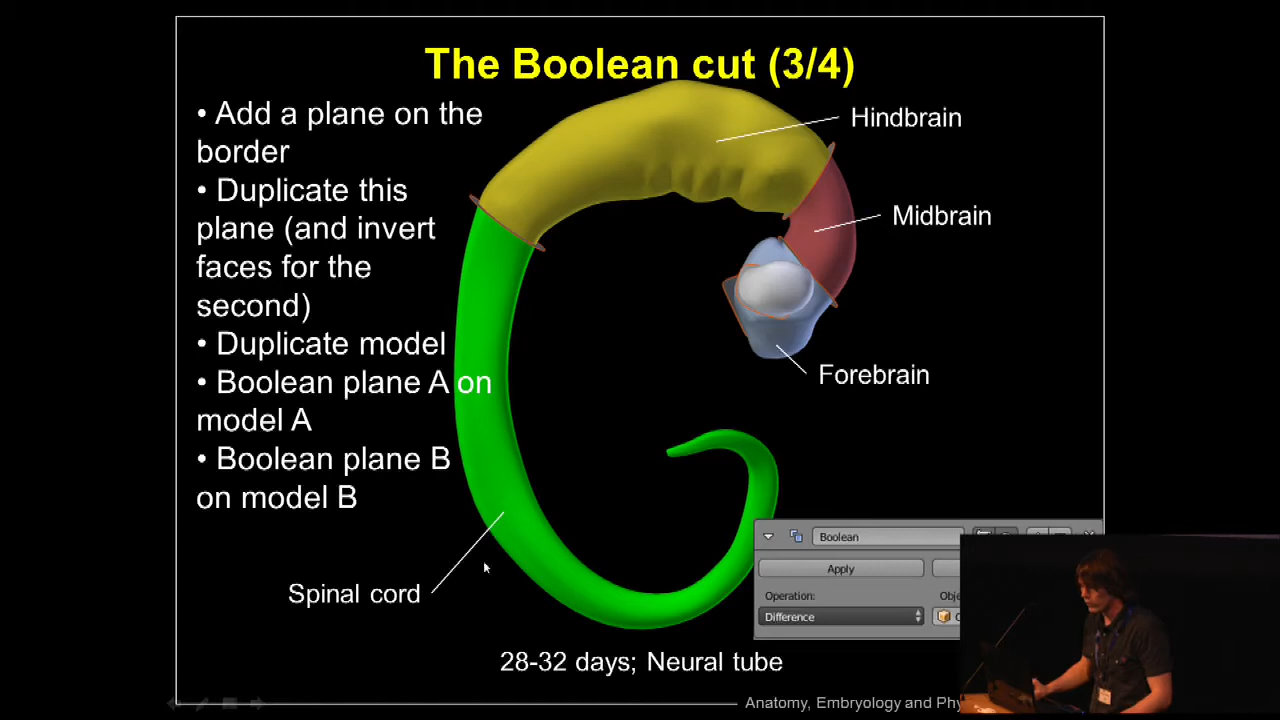 The Boolean cut (3/4)
• Add a plane on the
border
• Duplicate this
plane (and invert
faces for the
second)
• Duplicate model
• Boolean plane A on
model A
• Boolean plane B
on model B
Hindbrain
Midbrain
Forebrain
Spinal cord
Boolean
Apply
Operation:
Difference
28-32 days; Neural tube
Anatomy, Embryology and